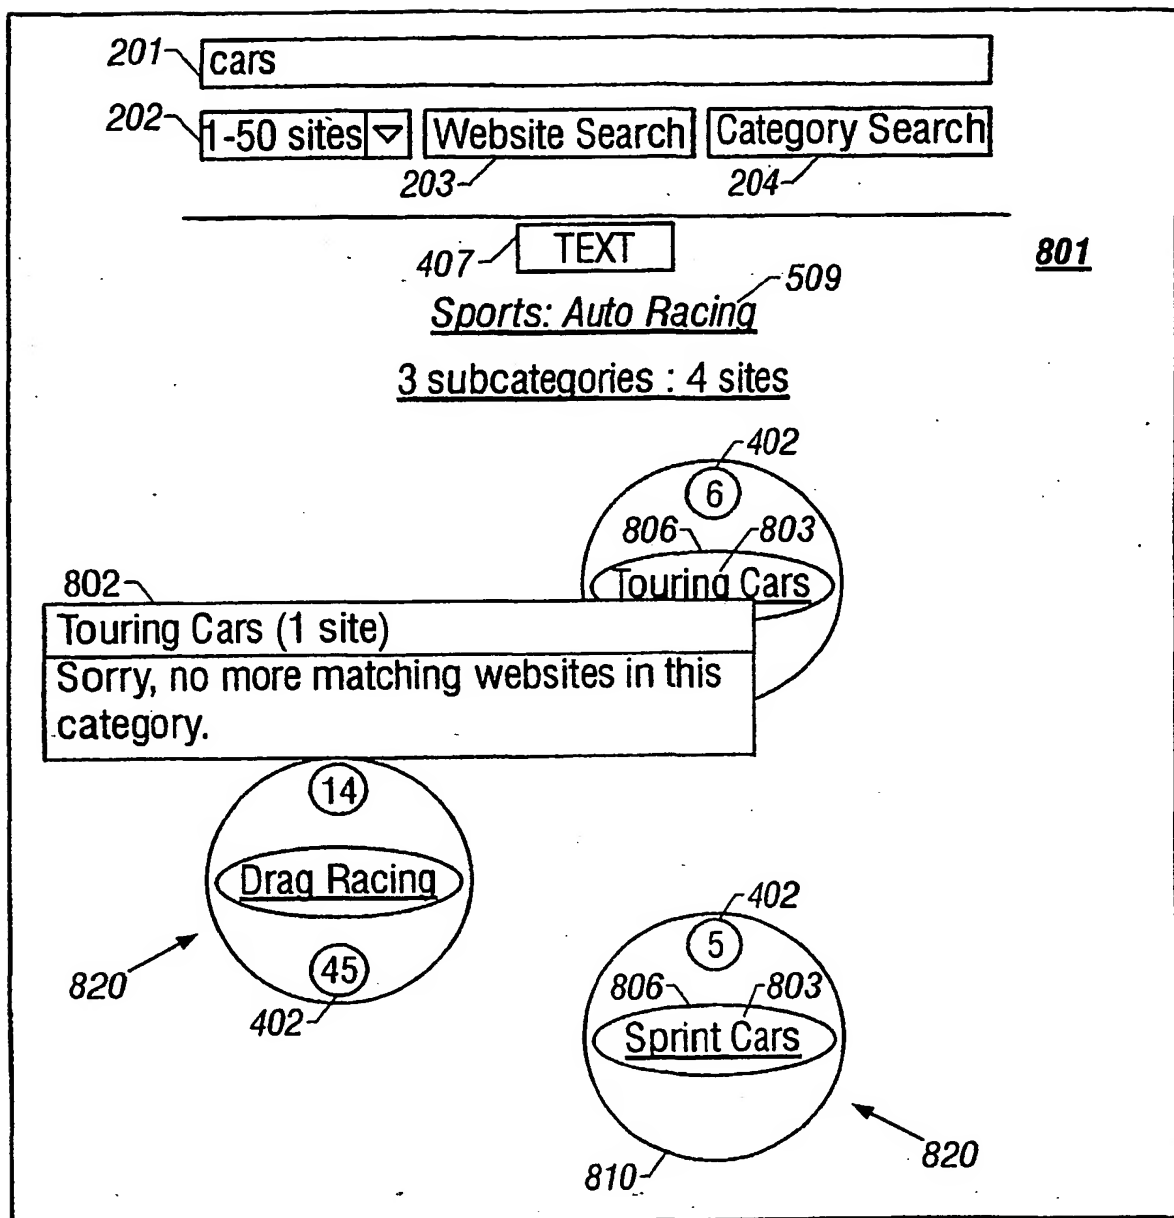 201 cars
202 1-50 sites Website Search Category Search
203 204
407 TEXT 801
Sports: Auto Racing 509
3 subcategories : 4 sites
402
6
806 803
Touring Cars
802
Touring Cars (1 site)
Sorry, no more matching websites in this
category.
14
Drag Racing
402
5
820 45 806 803
402 Sprint Cars
820
810